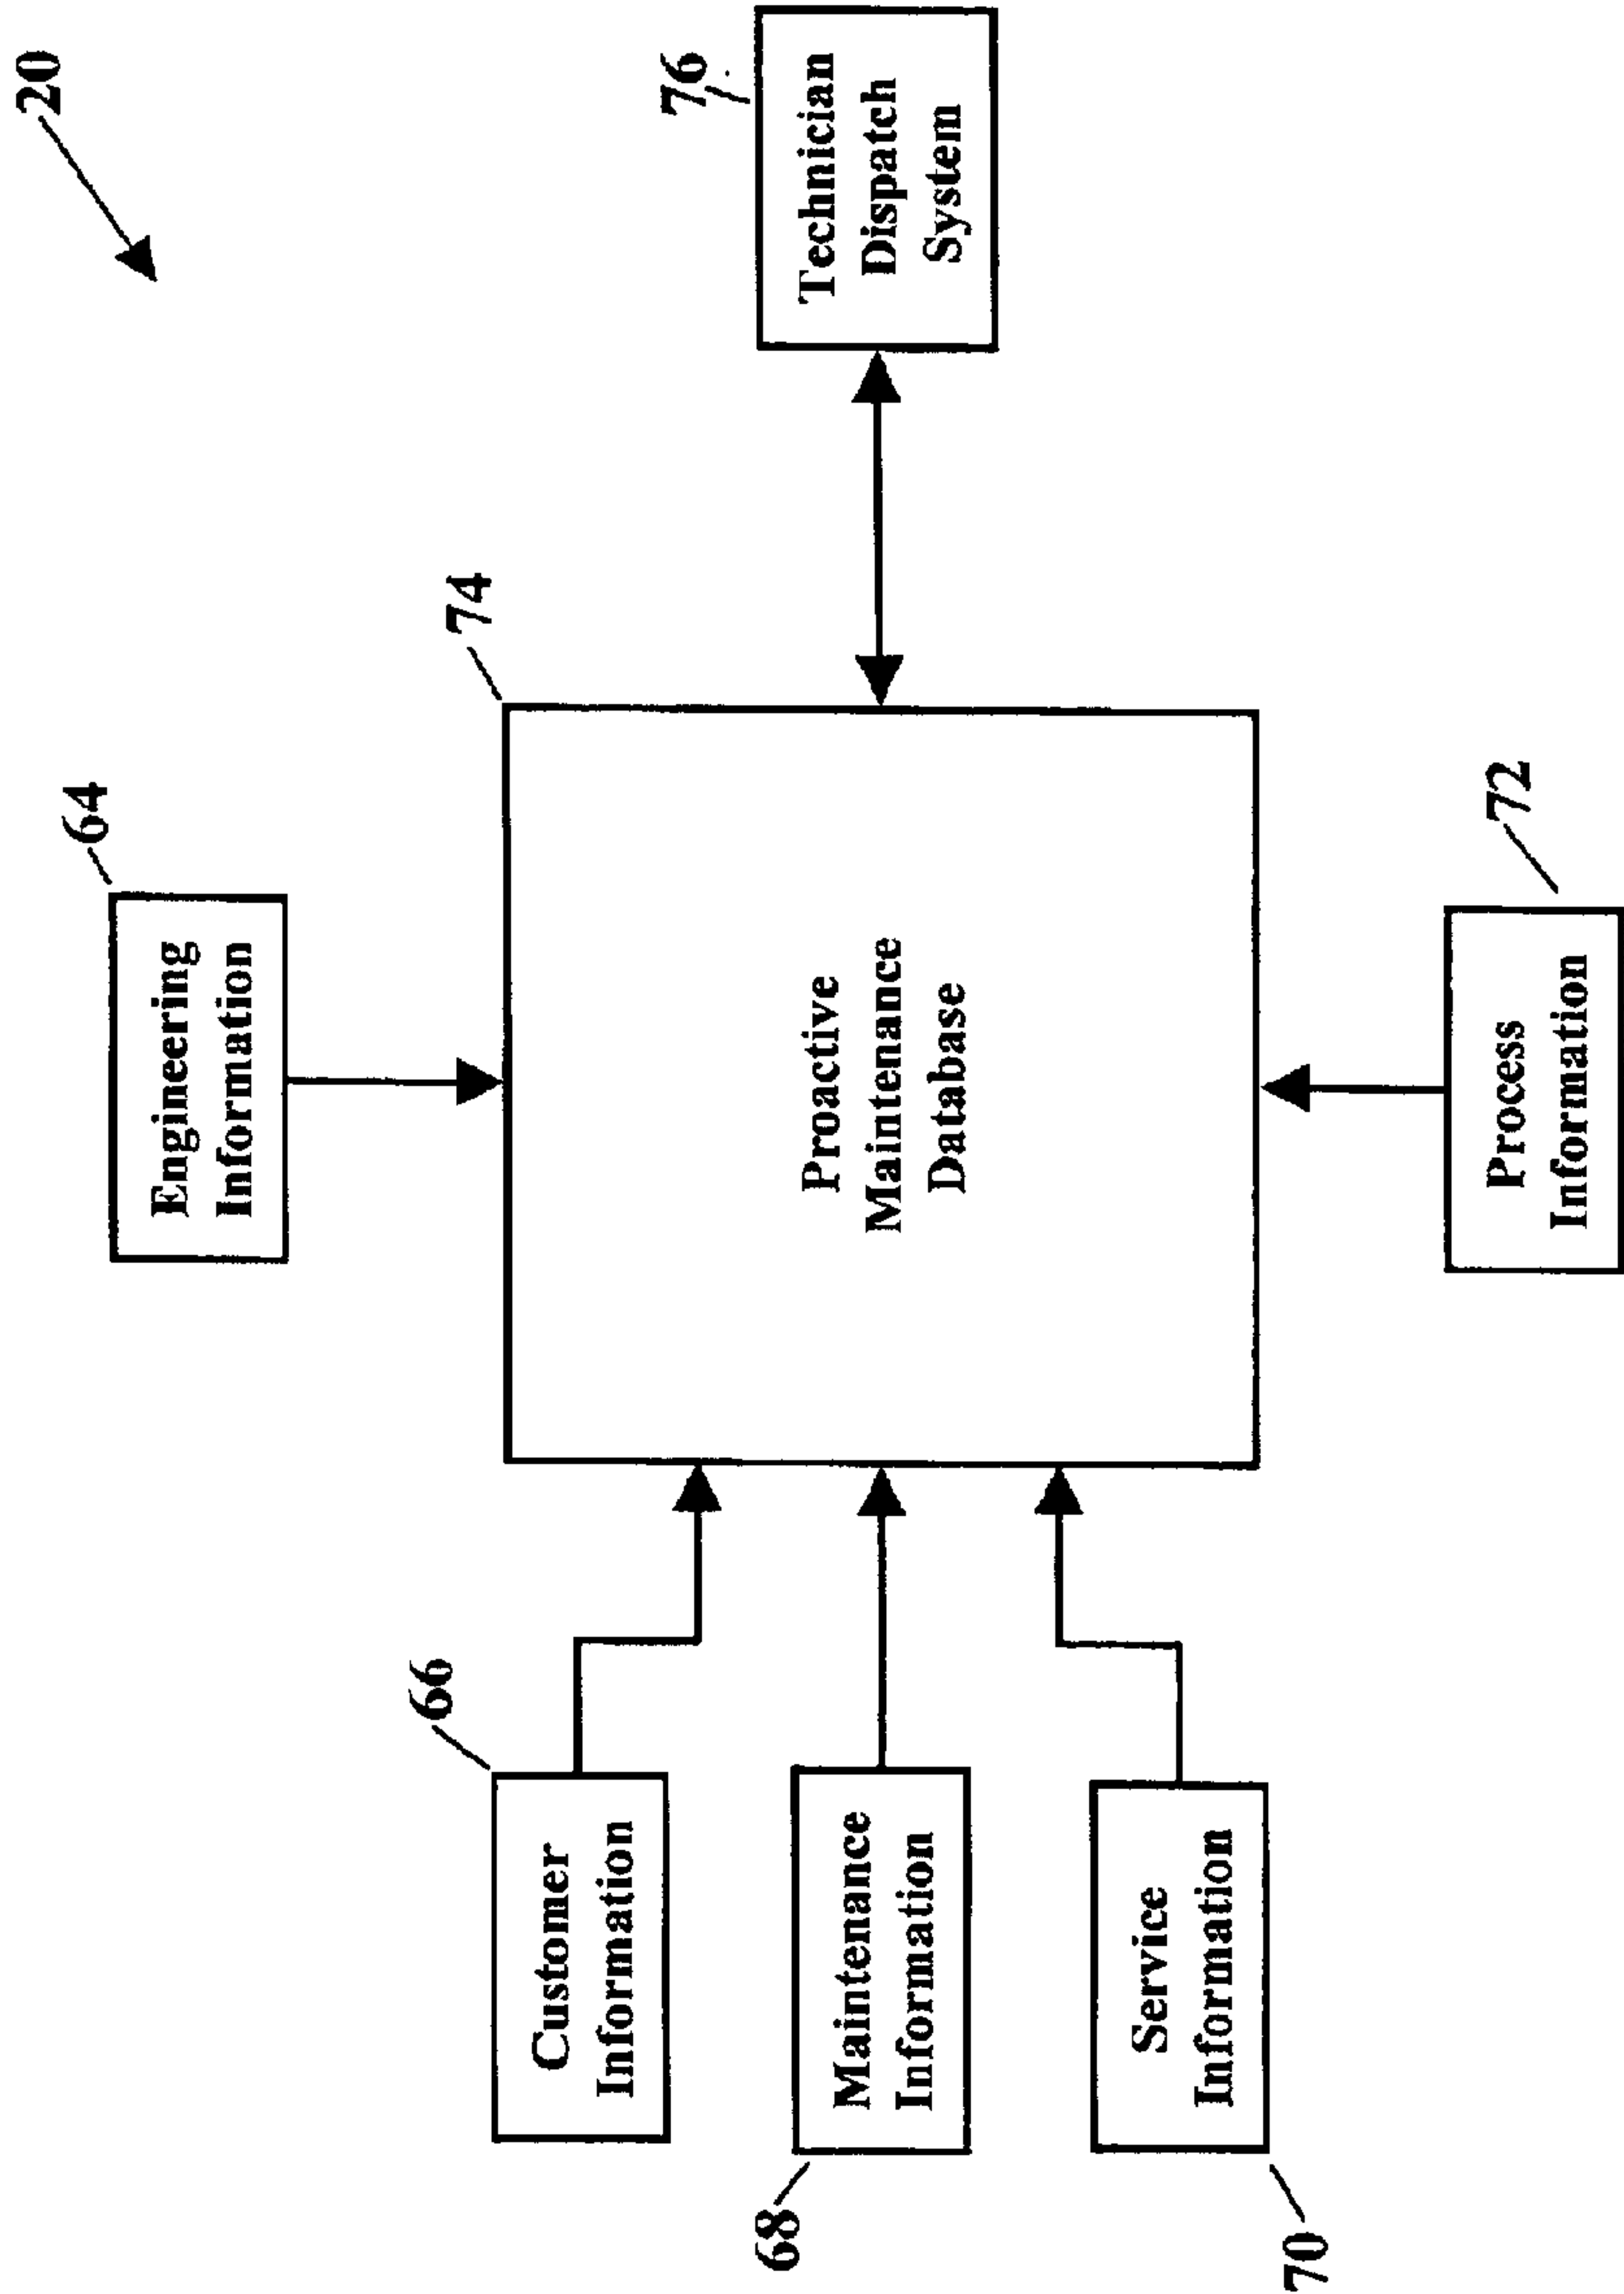 20
64
Engineering
Information
66
74
Customer
Information
76
68
Maintenance
Information
Proactive
Maintenance
Database
Technician
Dispatch
System
Service
Information
70
72
Process
Information